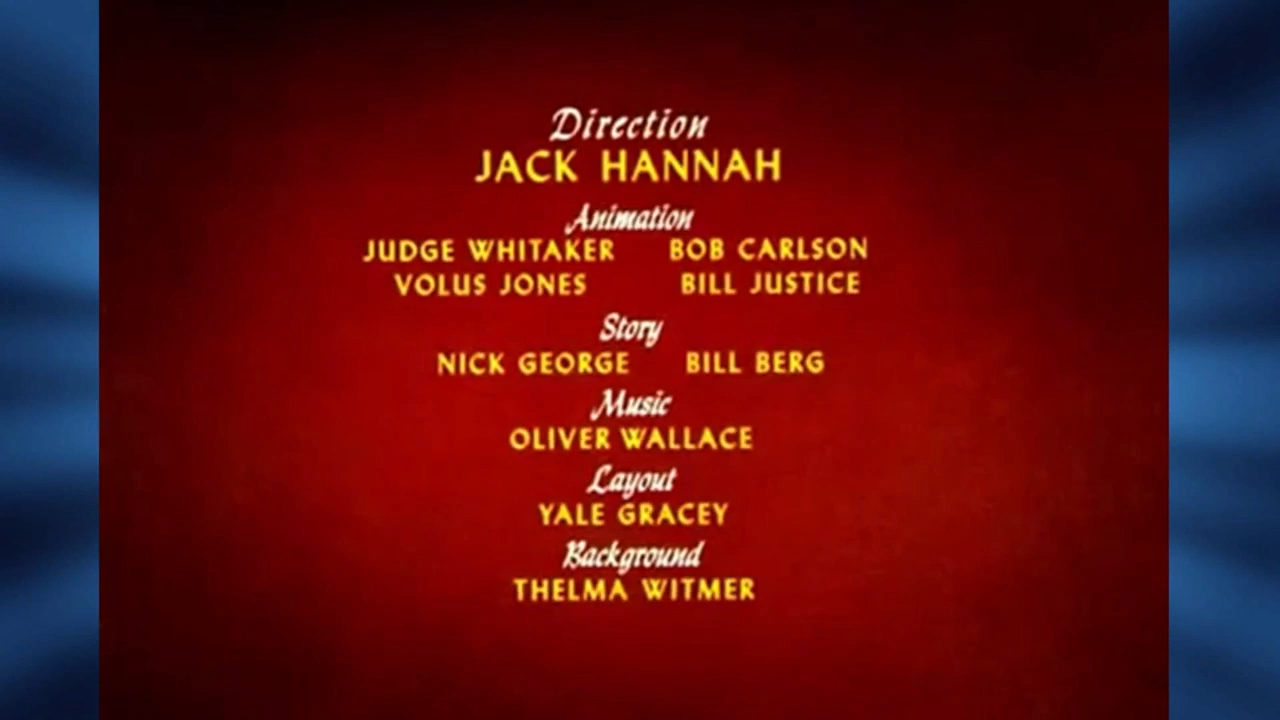 Direction
JACK HANNAH
Animation
JUDGE WHITAKER BOB CARLSON
VOLUS JONES BILL JUSTICE
Story
NICK GEORGE BILL BERG
Music
OLIVER WALLACE
Layout
YALE GRACEY
Background
THELMA WITMER